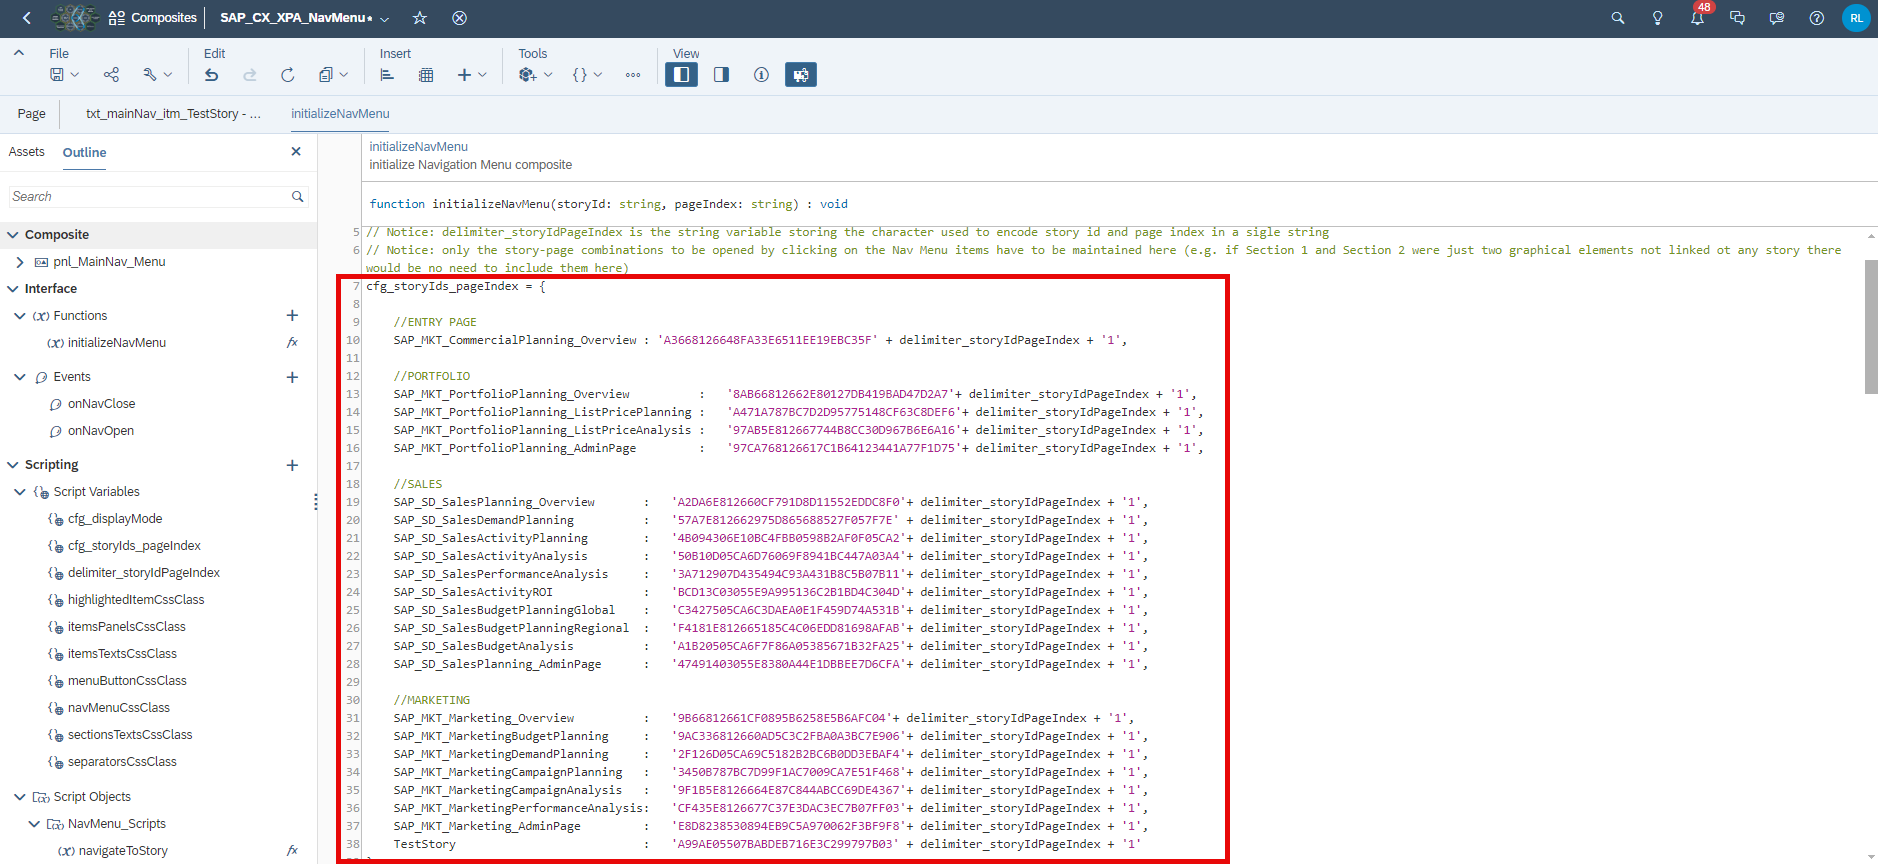 Composites
SAP_CX_XPA_NavMenu*
48
RL
File
Edit
Insert
Tools
View
Page
txt_mainNav_itm_TestStory - ...
initializeNavMenu
Assets
Outline
Search
Composite
pnl_MainNav_Menu
Interface
Functions
initializeNavMenu
Events
onNavClose
onNavOpen
Scripting
Script Variables
cfg_displayMode
cfg_storyIds_pageIndex
delimiter_storyIdPageIndex
highlightedItemCssClass
itemsPanelsCssClass
itemsTextsCssClass
menuButtonCssClass
navMenuCssClass
sectionsTextsCssClass
separatorsCssClass
Script Objects
NavMenu_Scripts
navigateToStory
initializeNavMenu
initialize Navigation Menu composite
function initializeNavMenu(storyId: string, pageIndex: string) : void
5 // Notice: delimiter_storyIdPageIndex is the string variable storing the character used to encode story id and page index in a sigle string
6 // Notice: only the story-page combinations to be opened by clicking on the Nav Menu items have to be maintained here (e.g. if Section 1 and Section 2 were just two graphical elements not linked ot any story there
would be no need to include them here)
7 cfg_storyIds_pageIndex = {
8
9 //ENTRY PAGE
10 SAP_MKT_CommercialPlanning_Overview : 'A3668126648FA33E6511EE19EBC35F' + delimiter_storyIdPageIndex + '1',
11
12 //PORTFOLIO
13 SAP_MKT_PortfolioPlanning_Overview : '8AB66812662E80127DB419BAD47D2A7'+ delimiter_storyIdPageIndex + '1',
14 SAP_MKT_PortfolioPlanning_ListPricePlanning : 'A471A787BC7D2D95775148CF63C8DEF6'+ delimiter_storyIdPageIndex + '1',
15 SAP_MKT_PortfolioPlanning_ListPriceAnalysis : '97AB5E812667744B8CC30D967B6E6A16'+ delimiter_storyIdPageIndex + '1',
16 SAP_MKT_PortfolioPlanning_AdminPage : '97CA768126617C1B64123441A77F1D75'+ delimiter_storyIdPageIndex + '1',
17
18 //SALES
19 SAP_SD_SalesPlanning_Overview : 'A2DA6E812660CF791D8D11552EDDC8F0'+ delimiter_storyIdPageIndex + '1',
20 SAP_SD_SalesDemandPlanning : '57A7E812662975D865688527F057F7E' + delimiter_storyIdPageIndex + '1',
21 SAP_SD_SalesActivityPlanning : '4B094306E10BC4FBB0598B2AF0F05CA2'+ delimiter_storyIdPageIndex + '1',
22 SAP_SD_SalesActivityAnalysis : '50B10D05CA6D76069F8941BC447A03A4'+ delimiter_storyIdPageIndex + '1',
23 SAP_SD_SalesPerformanceAnalysis : '3A712907D435494C93A431B8C5B07B11'+ delimiter_storyIdPageIndex + '1',
24 SAP_SD_SalesActivityROI : 'BCD13C03055E9A995136C2B1BD4C304D'+ delimiter_storyIdPageIndex + '1',
25 SAP_SD_SalesBudgetPlanningGlobal : 'C3427505CA6C3DAEA0E1F459D74A531B'+ delimiter_storyIdPageIndex + '1',
26 SAP_SD_SalesBudgetPlanningRegional : 'F4181E812665185C4C06EDD81698AFAB'+ delimiter_storyIdPageIndex + '1',
27 SAP_SD_SalesBudgetAnalysis : 'A1B20505CA6F7F86A05385671B32FA25'+ delimiter_storyIdPageIndex + '1',
28 SAP_SD_SalesPlanning_AdminPage : '47491403055E8380A44E1DBBEE7D6CFA'+ delimiter_storyIdPageIndex + '1',
29
30 //MARKETING
31 SAP_MKT_Marketing_Overview : '9B66812661CF0895B6258E5B6AFC04'+ delimiter_storyIdPageIndex + '1',
32 SAP_MKT_MarketingBudgetPlanning : '9AC336812660AD5C3C2FBA0A3BC7E906'+ delimiter_storyIdPageIndex + '1',
33 SAP_MKT_MarketingDemandPlanning : '2F126D05CA69C5182B2BC6B0DD3EBAF4'+ delimiter_storyIdPageIndex + '1',
34 SAP_MKT_MarketingCampaignPlanning : '3450B787BC7D99F1AC7009CA7E51F468'+ delimiter_storyIdPageIndex + '1',
35 SAP_MKT_MarketingCampaignAnalysis : '9F1B5E8126664E87C844ABCC69DE4367'+ delimiter_storyIdPageIndex + '1',
36 SAP_MKT_MarketingPerformanceAnalysis: 'CF435E8126677C37E3DAC3EC7B07FF03'+ delimiter_storyIdPageIndex + '1',
37 SAP_MKT_Marketing_AdminPage : 'E8D8238530894EB9C5A970062F3BF9F8'+ delimiter_storyIdPageIndex + '1',
38 TestStory : 'A99AE05507BABDEB716E3C299797B03' + delimiter_storyIdPageIndex + '1'